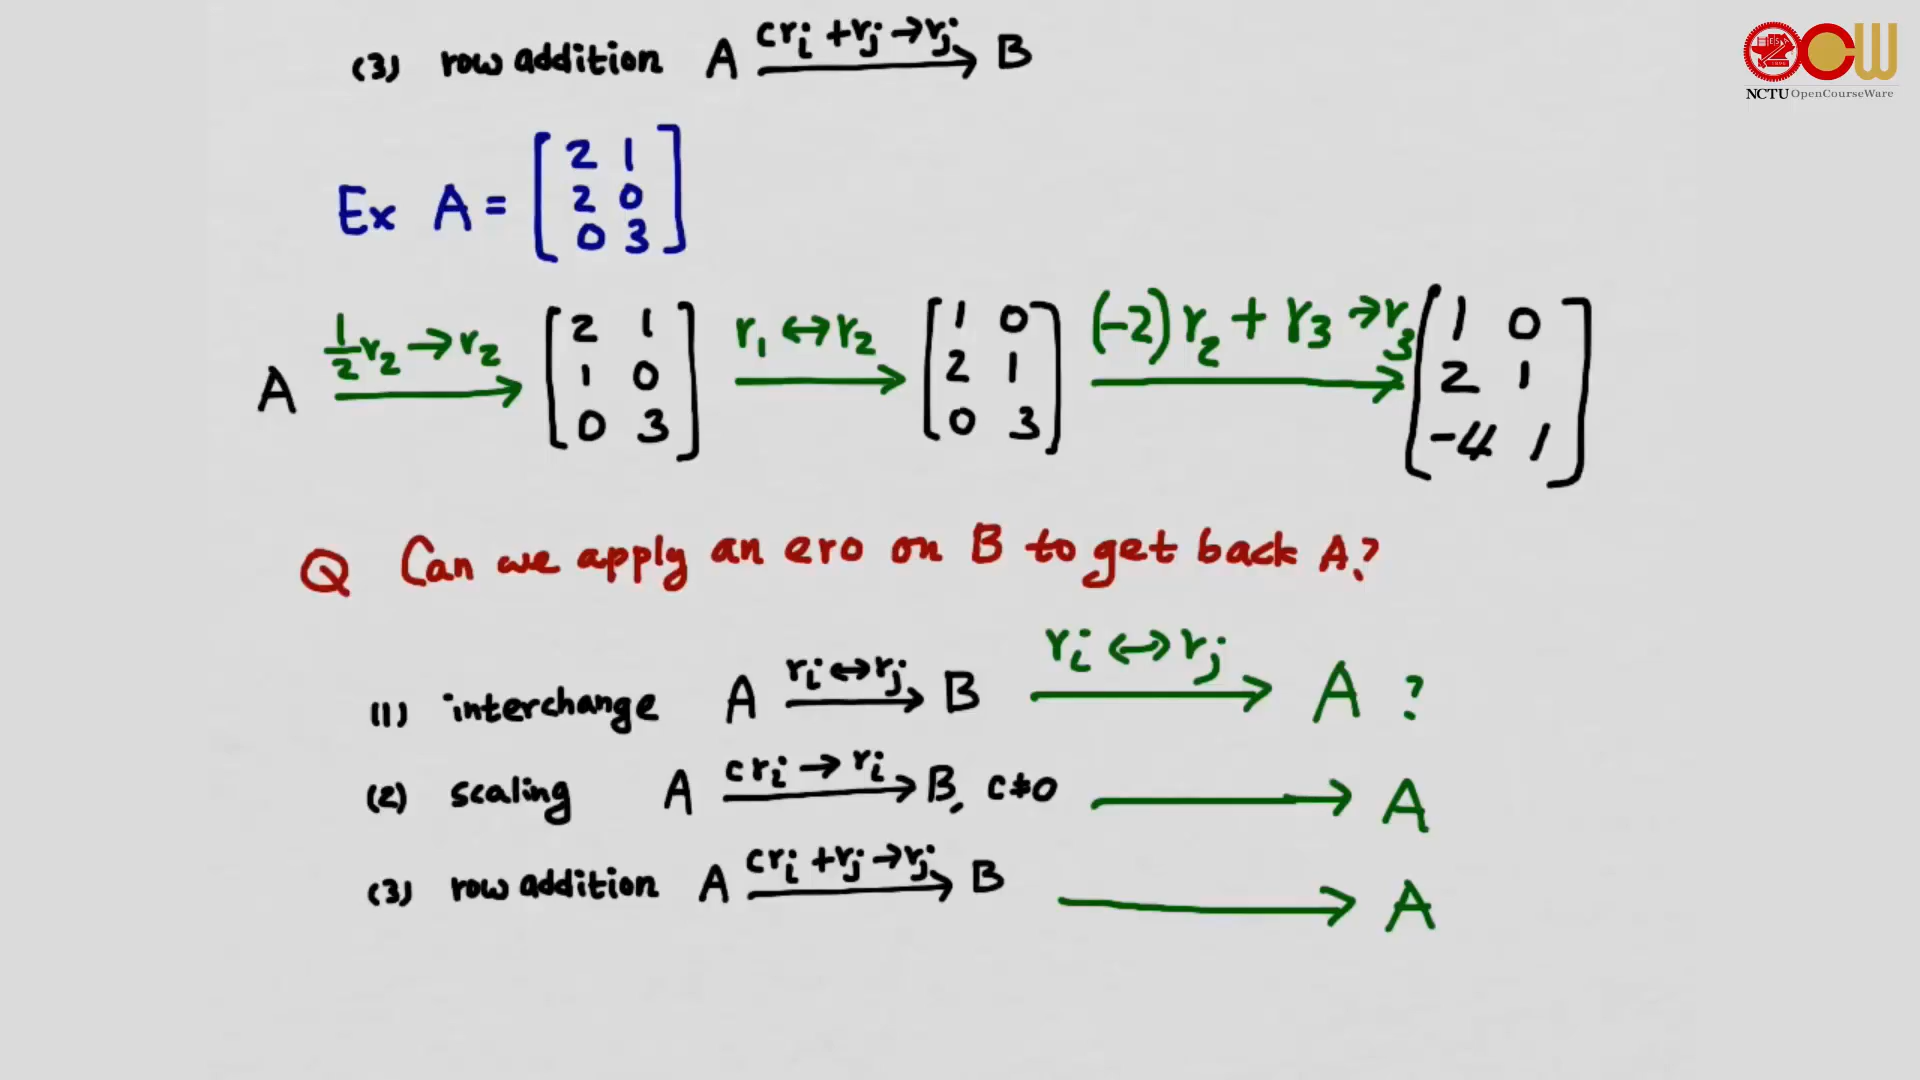 (3) row addition A cri + rj → rj B
NCTU OpenCourseWare
Ex A = [2 1
2 0
0 3]
A 1/2 r2 → r2 [2 1
1 0
0 3] r1 ↔ r2 [1 0
2 1
0 3] (-2) r2 + r3 → r3 [1 0
2 1
-4 1]
Q Can we apply an ero on B to get back A?
(1) interchange A ri ↔ rj B ri ↔ rj A ?
(2) scaling A cri → ri B, c≠0 → A
(3) row addition A cri + rj → rj B → A